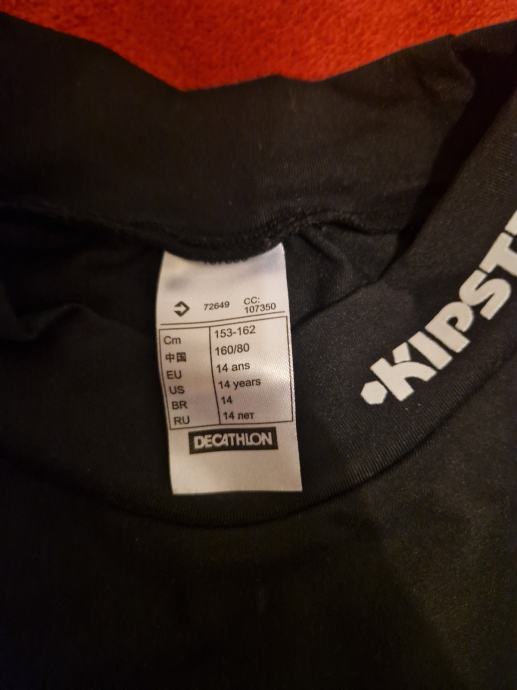 72649 CC: 107350
Cm 153-162
中国 160/80
EU 14 ans
US 14 years
BR 14
RU 14 лет
DECATHLON
KIPST